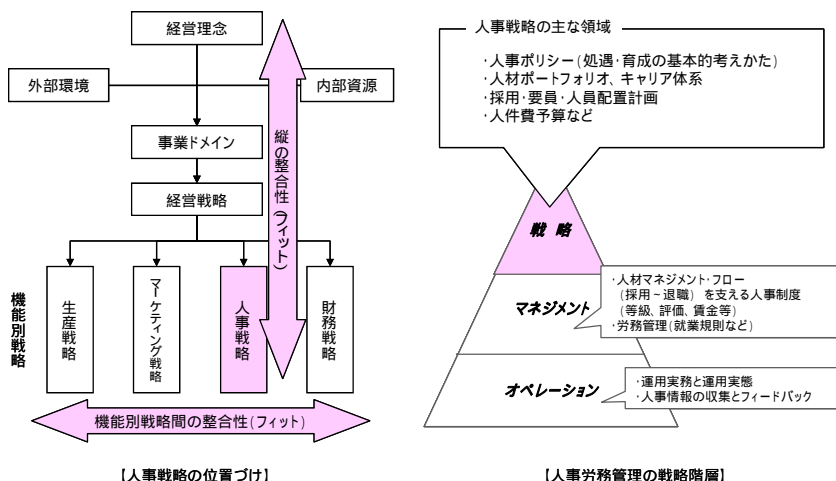 経営理念
外部環境
内部資源
事業ドメイン
経営戦略
縦の整合性(フィット)
機能別戦略
生産戦略
マーケティング戦略
人事戦略
財務戦略
機能別戦略間の整合性(フィット)
【人事戦略の位置づけ】
人事戦略の主な領域
・人事ポリシー(処遇・育成の基本的考えかた)
・人材ポートフォリオ、キャリア体系
・採用・要員・人員配置計画
・人件費予算など
戦 略
マネジメント
・人材マネジメント・フロー
(採用~退職) を支える人事制度
(等級、評価、賃金等)
・労務管理(就業規則など)
オペレーション
・運用実務と運用実態
・人事情報の収集とフィードバック
【人事労務管理の戦略階層】